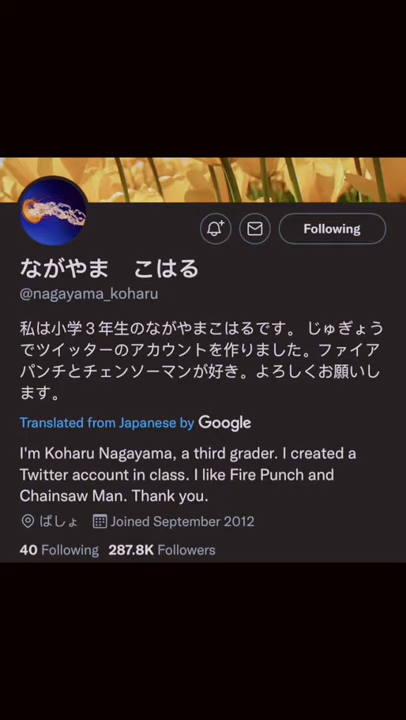 Following
ながやま　こはる
@nagayama_koharu
私は小学３年生のながやまこはるです。 じゅぎょう
でツイッターのアカウントを作りました。ファイア
パンチとチェンソーマンが好き。よろしくお願いし
ます。
Translated from Japanese by Google
I'm Koharu Nagayama, a third grader. I created a
Twitter account in class. I like Fire Punch and
Chainsaw Man. Thank you.
ばしょ Joined September 2012
40 Following 287.8K Followers